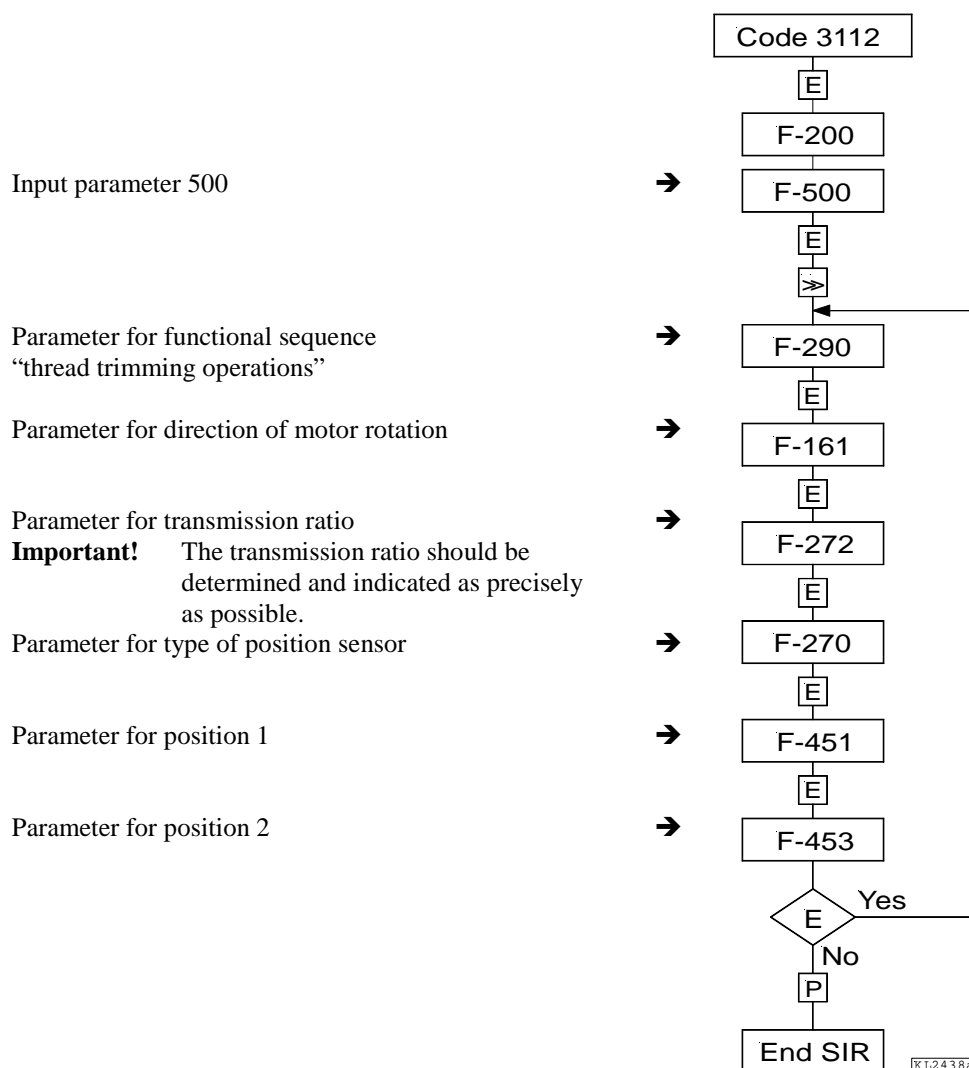 Code 3112
E
F-200
Input parameter 500 ➔ F-500
E
≫
Parameter for functional sequence ➔ F-290
“thread trimming operations”
E
Parameter for direction of motor rotation ➔ F-161
E
Parameter for transmission ratio ➔ F-272
Important! The transmission ratio should be
determined and indicated as precisely
as possible.
E
Parameter for type of position sensor ➔ F-270
E
Parameter for position 1 ➔ F-451
E
Parameter for position 2 ➔ F-453
E Yes
No
P
End SIR
KL2438a